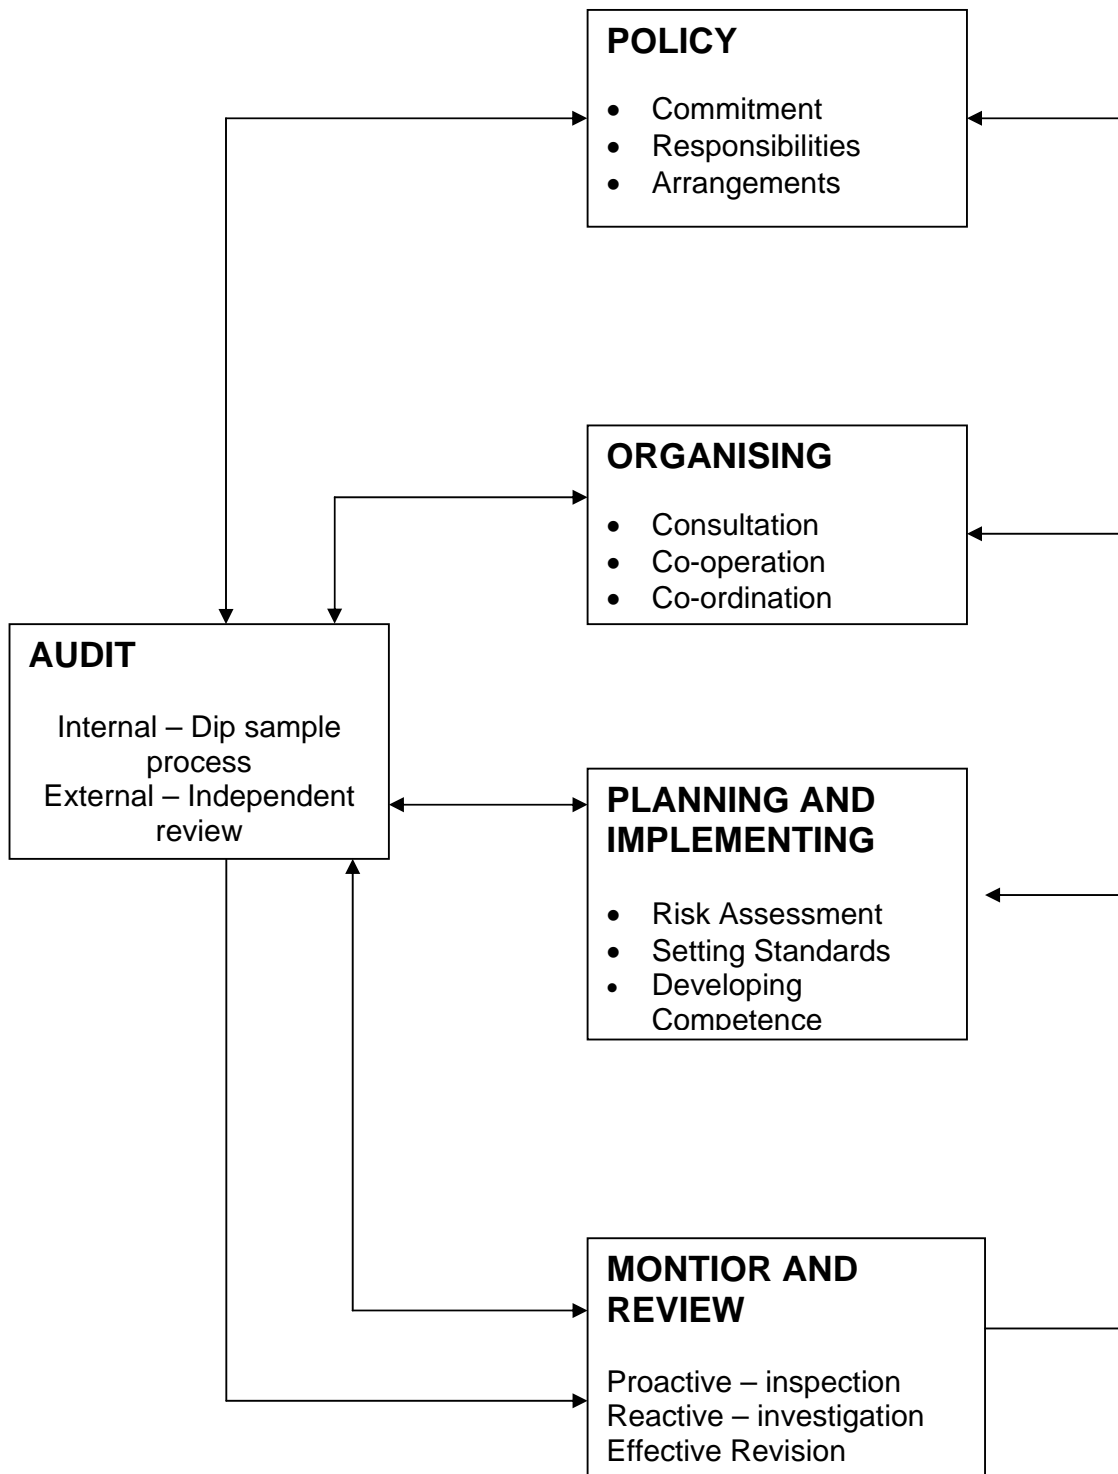 POLICY
• Commitment
• Responsibilities
• Arrangements
ORGANISING
• Consultation
• Co-operation
• Co-ordination
AUDIT
Internal – Dip sample
process
External – Independent
review
PLANNING AND
IMPLEMENTING
• Risk Assessment
• Setting Standards
• Developing
Competence
MONTIOR AND
REVIEW
Proactive – inspection
Reactive – investigation
Effective Revision